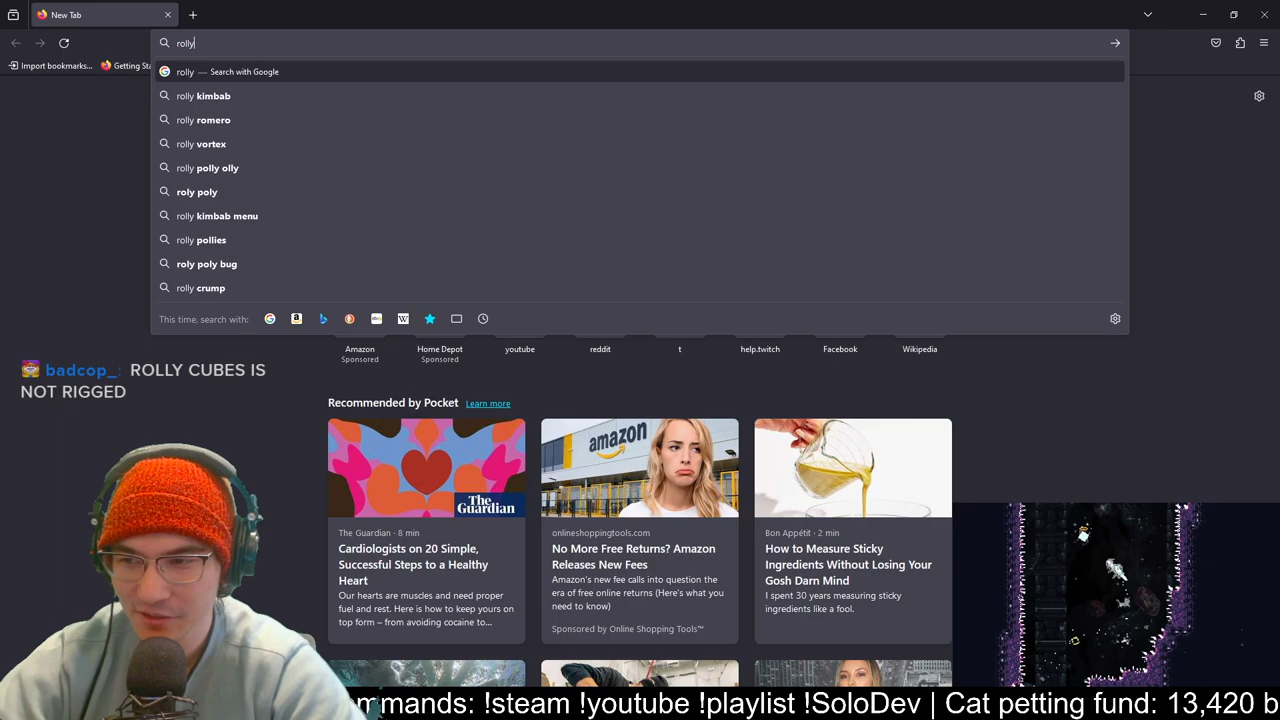 New Tab
rolly
Import bookmarks...
Getting Sta
rolly — Search with Google
rolly kimbab
rolly romero
rolly vortex
rolly polly olly
roly poly
rolly kimbab menu
rolly pollies
roly poly bug
rolly crump
This time, search with:
Amazon
Sponsored
Home Depot
Sponsored
youtube
reddit
t
help.twitch
Facebook
Wikipedia
badcop_: ROLLY CUBES IS
NOT RIGGED
Recommended by Pocket
Learn more
The Guardian
The Guardian · 8 min
Cardiologists on 20 Simple,
Successful Steps to a Healthy
Heart
Our hearts are muscles and need proper
fuel and rest. Here is how to keep yours on
top form – from avoiding cocaine to...
amazon
onlineshoppingtools.com
No More Free Returns? Amazon
Releases New Fees
Amazon's new fee calls into question the
era of free online returns (Here's what you
need to know)
Sponsored by Online Shopping Tools™
Bon Appétit · 2 min
How to Measure Sticky
Ingredients Without Losing Your
Gosh Darn Mind
I spent 30 years measuring sticky
ingredients like a fool.
mmands: !steam !youtube !playlist !SoloDev | Cat petting fund: 13,420 b